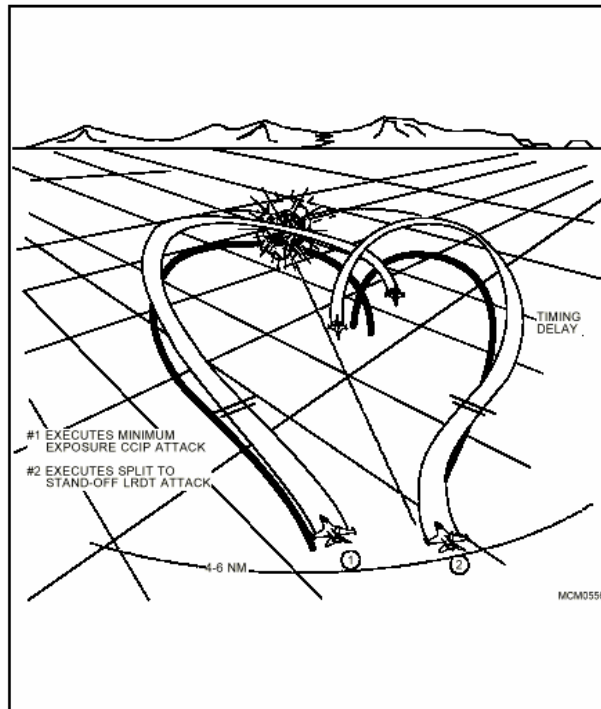 TIMING
DELAY
#1 EXECUTES MINIMUM
EXPOSURE CCIP ATTACK
#2 EXECUTES SPLIT TO
STAND-OFF LRDT ATTACK
4-6 NM
1
2
MCM055